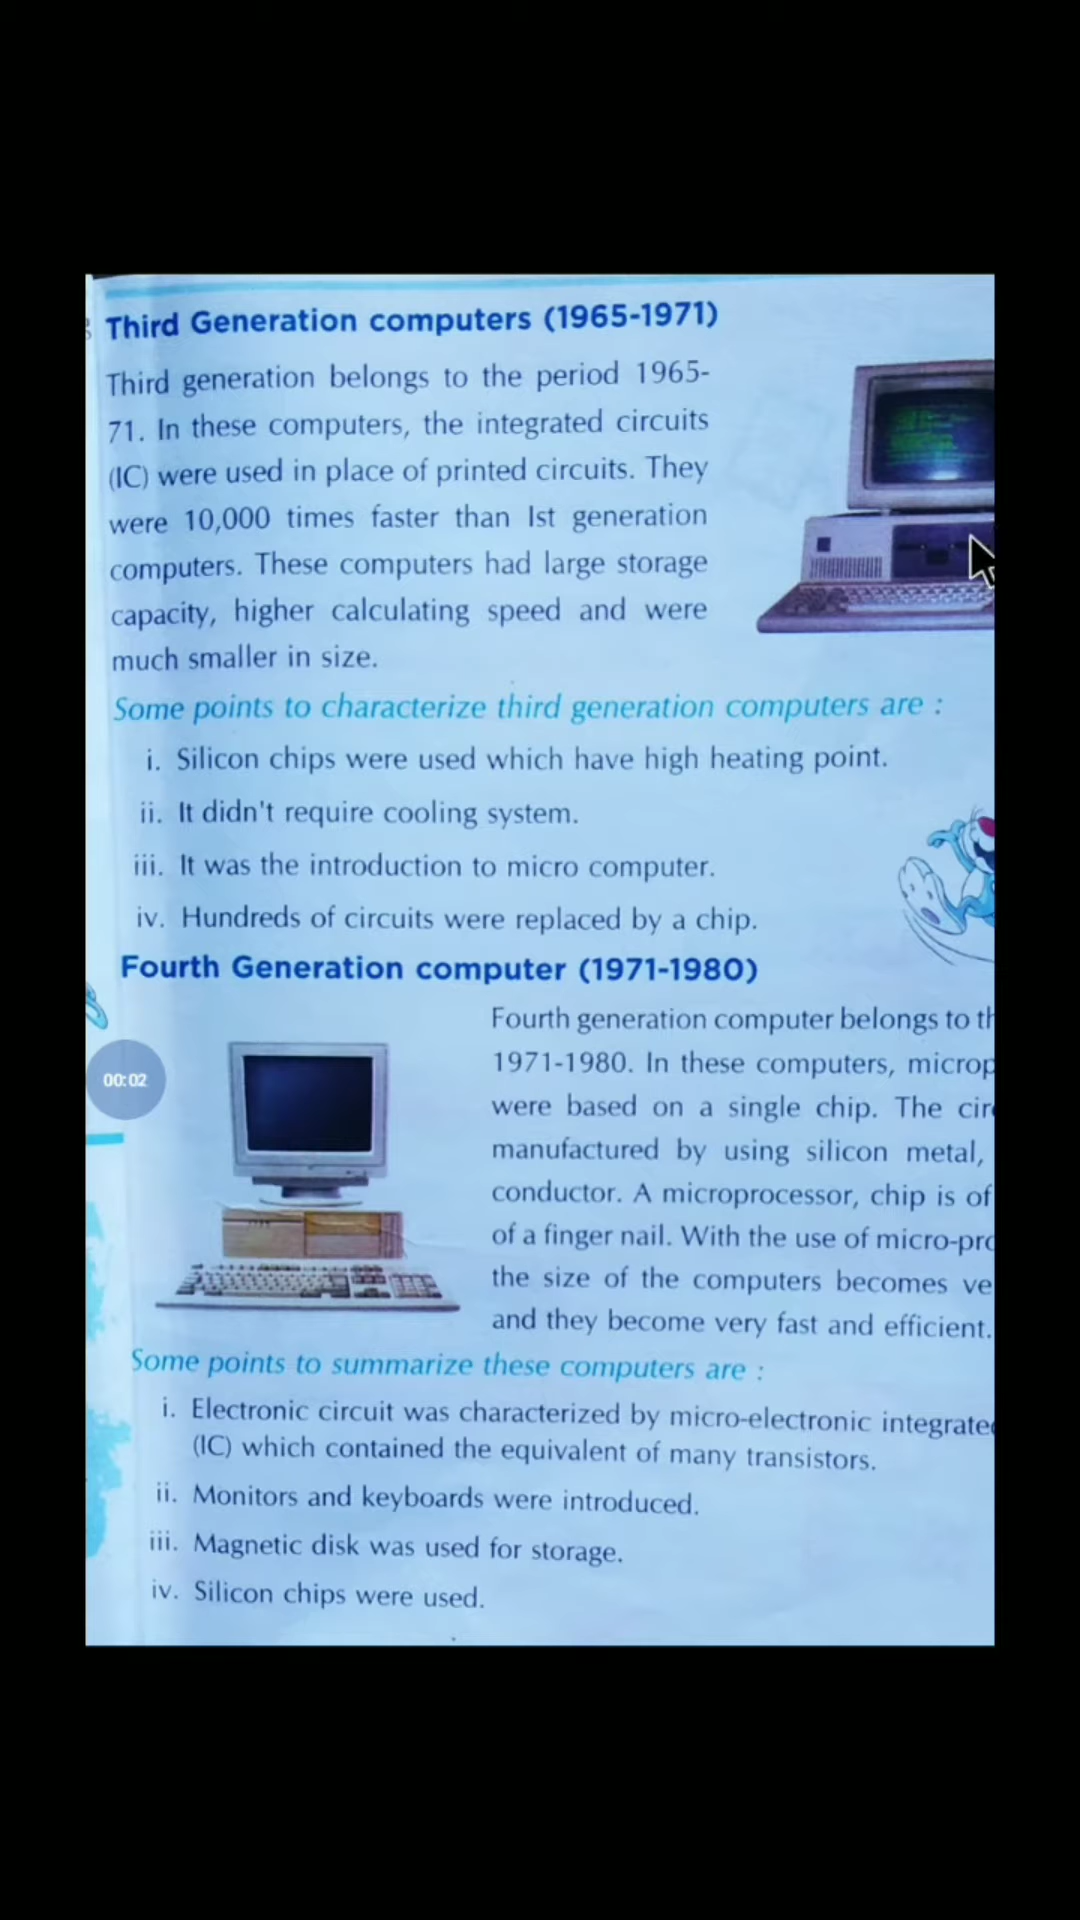 Third Generation computers (1965-1971)
Third generation belongs to the period 1965-
71. In these computers, the integrated circuits
(IC) were used in place of printed circuits. They
were 10,000 times faster than Ist generation
computers. These computers had large storage
capacity, higher calculating speed and were
much smaller in size.
Some points to characterize third generation computers are :
i. Silicon chips were used which have high heating point.
ii. It didn't require cooling system.
iii. It was the introduction to micro computer.
iv. Hundreds of circuits were replaced by a chip.
Fourth Generation computer (1971-1980)
Fourth generation computer belongs to
1971-1980. In these computers,
were based on a single chip. The
manufactured by using silicon metal,
conductor. A microprocessor, chip is of
of a finger nail. With the use of
the size of the computers becomes
and they become very fast and efficient.
00:02
Some points to summarize these computers are :
i. Electronic circuit was characterized by micro-electronic
(IC) which contained the equivalent of many transistors.
ii. Monitors and keyboards were introduced.
iii. Magnetic disk was used for storage.
iv. Silicon chips were used.